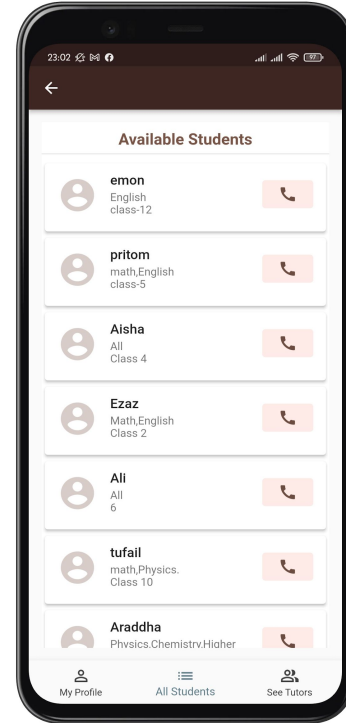 23:02
97
Available Students
emon
English
class-12
pritom
math,English
class-5
Aisha
All
Class 4
Ezaz
Math,English
Class 2
Ali
All
6
tufail
math,Physics.
Class 10
Araddha
Physics,Chemistry,Higher
My Profile
All Students
See Tutors